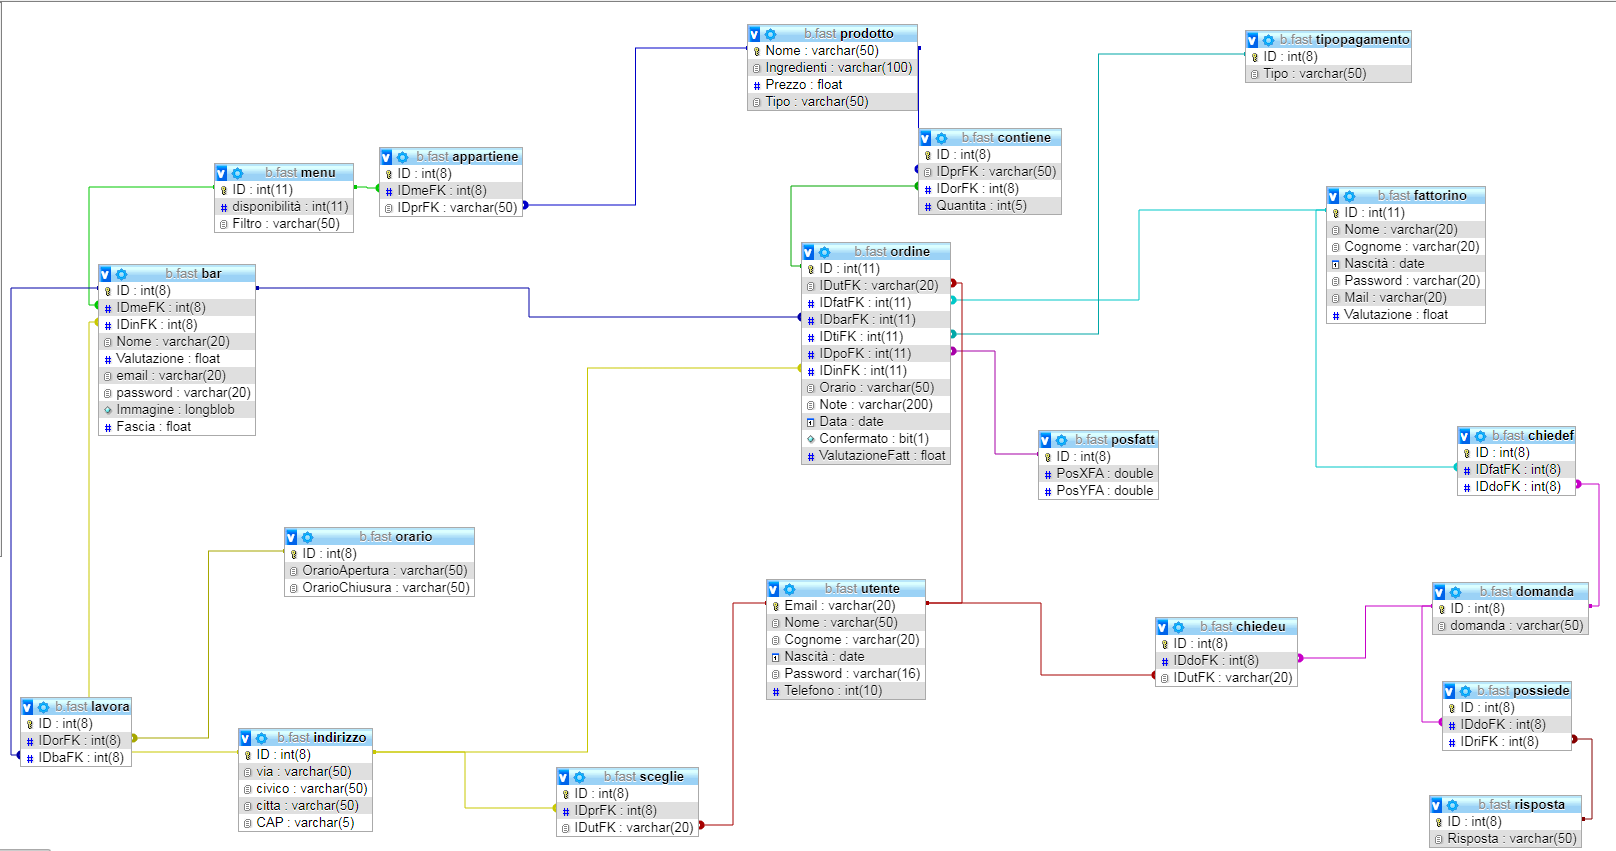 b.fast prodotto
Nome : varchar(50)
Ingredienti : varchar(100)
# Prezzo : float
Tipo : varchar(50)
b.fast tipopagamento
ID : int(8)
Tipo : varchar(50)
b.fast contiene
ID : int(8)
IDprFK : varchar(50)
# IDorFK : int(8)
# Quantita : int(5)
b.fast appartiene
ID : int(8)
# IDmeFK : int(8)
IDprFK : varchar(50)
b.fast menu
ID : int(11)
# disponibilità : int(11)
Filtro : varchar(50)
b.fast fattorino
ID : int(11)
Nome : varchar(20)
Cognome : varchar(20)
Nascità : date
Password : varchar(20)
Mail : varchar(20)
# Valutazione : float
b.fast ordine
ID : int(11)
IDutFK : varchar(20)
# IDfatFK : int(11)
# IDbarFK : int(11)
# IDtiFK : int(11)
# IDpoFK : int(11)
# IDinFK : int(11)
Orario : varchar(50)
Note : varchar(200)
Data : date
Confermato : bit(1)
# ValutazioneFatt : float
b.fast bar
ID : int(8)
# IDmeFK : int(8)
# IDinFK : int(8)
Nome : varchar(20)
# Valutazione : float
email : varchar(20)
password : varchar(20)
Immagine : longblob
# Fascia : float
b.fast posfatt
ID : int(8)
# PosXFA : double
# PosYFA : double
b.fast chiedef
ID : int(8)
# IDfatFK : int(8)
# IDdoFK : int(8)
b.fast orario
ID : int(8)
OrarioApertura : varchar(50)
OrarioChiusura : varchar(50)
b.fast utente
Email : varchar(20)
Nome : varchar(50)
Cognome : varchar(20)
Nascità : date
Password : varchar(16)
# Telefono : int(10)
b.fast domanda
ID : int(8)
domanda : varchar(50)
b.fast chiedeu
ID : int(8)
# IDdoFK : int(8)
IDutFK : varchar(20)
b.fast possiede
ID : int(8)
# IDdoFK : int(8)
# IDriFK : int(8)
b.fast lavora
ID : int(8)
# IDorFK : int(8)
# IDbaFK : int(8)
b.fast indirizzo
ID : int(8)
via : varchar(50)
civico : varchar(50)
citta : varchar(50)
CAP : varchar(5)
b.fast sceglie
ID : int(8)
# IDprFK : int(8)
IDutFK : varchar(20)
b.fast risposta
ID : int(8)
Risposta : varchar(50)